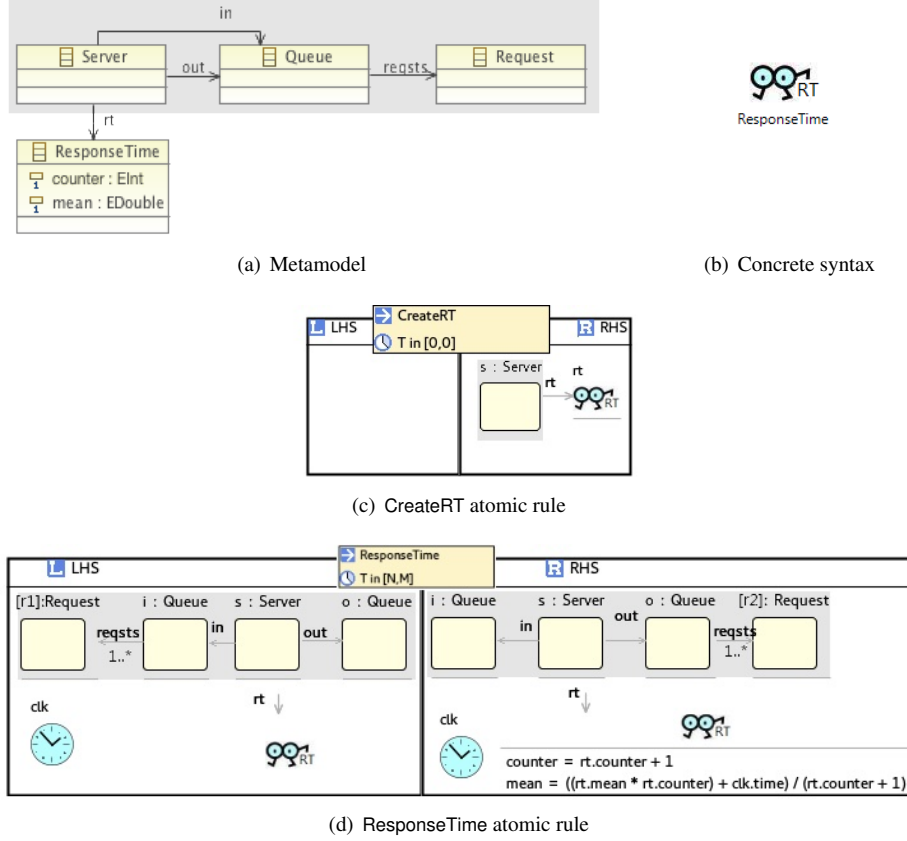 in
Server
Queue
Request
out
reqsts
rt
ResponseTime
counter : EInt
mean : EDouble
RT
ResponseTime
(a) Metamodel
(b) Concrete syntax
L LHS
CreateRT
T in [0,0]
R RHS
s : Server
rt
rt
RT
(c) CreateRT atomic rule
L LHS
ResponseTime
T in [N,M]
R RHS
[r1]:Request
i : Queue
s : Server
o : Queue
i : Queue
s : Server
o : Queue
[r2]: Request
reqsts
1..*
in
out
in
out
reqsts
1..*
rt
rt
clk
RT
clk
RT
counter = rt.counter + 1
mean = ((rt.mean * rt.counter) + clk.time) / (rt.counter + 1)
(d) ResponseTime atomic rule